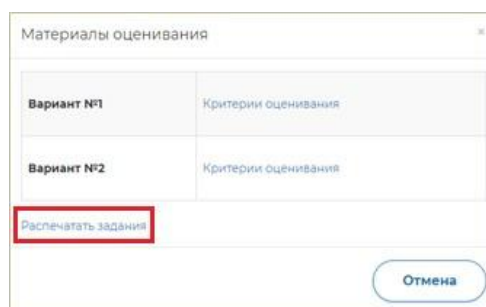 Материалы оценивания ×
Вариант №1 Критерии оценивания
Вариант №2 Критерии оценивания
Распечатать задания
Отмена